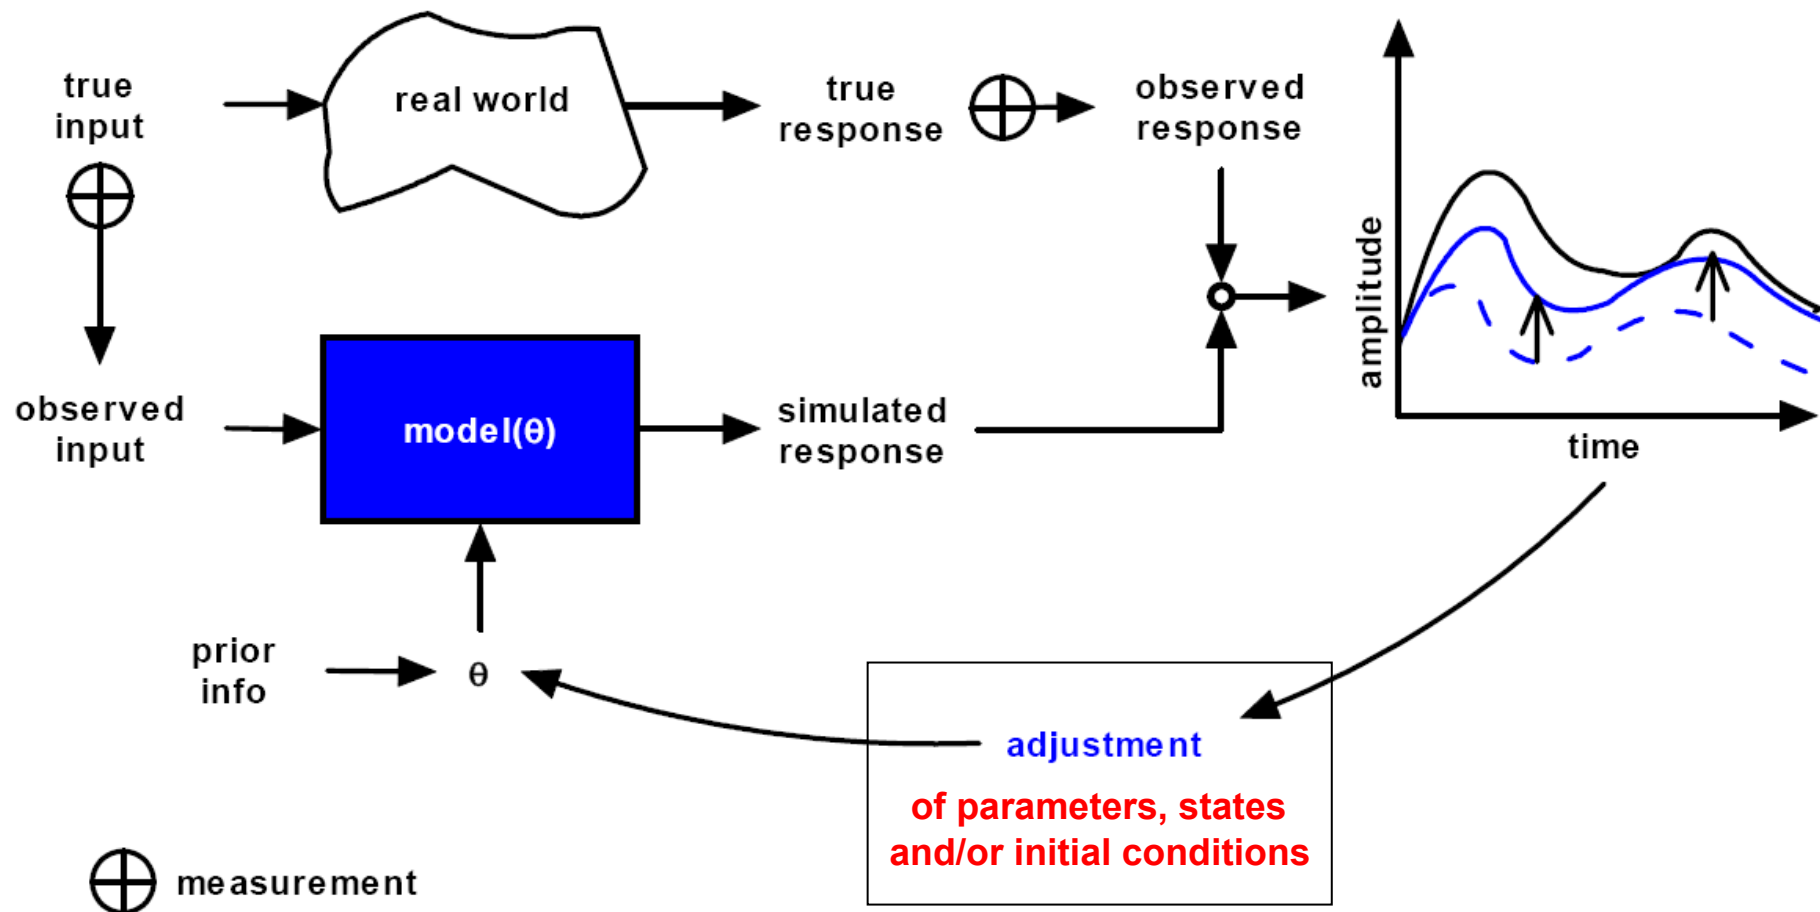 true
input
real world
true
response
observed
response
amplitude
time
observed
input
model(θ)
simulated
response
prior
info
θ
adjustment
of parameters, states
and/or initial conditions
measurement